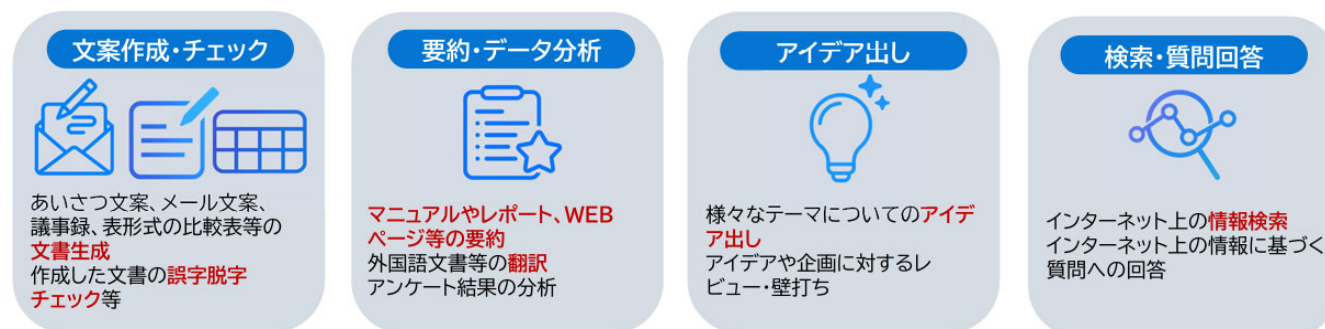 文案作成・チェック
あいさつ文案、メール文案、
議事録、表形式の比較表等の
文書生成
作成した文書の誤字脱字
チェック等
要約・データ分析
マニュアルやレポート、WEB
ページ等の要約
外国語文書等の翻訳
アンケート結果の分析
アイデア出し
様々なテーマについてのアイデ
ア出し
アイデアや企画に対するレ
ビュー・壁打ち
検索・質問回答
インターネット上の情報検索
インターネット上の情報に基づく
質問への回答